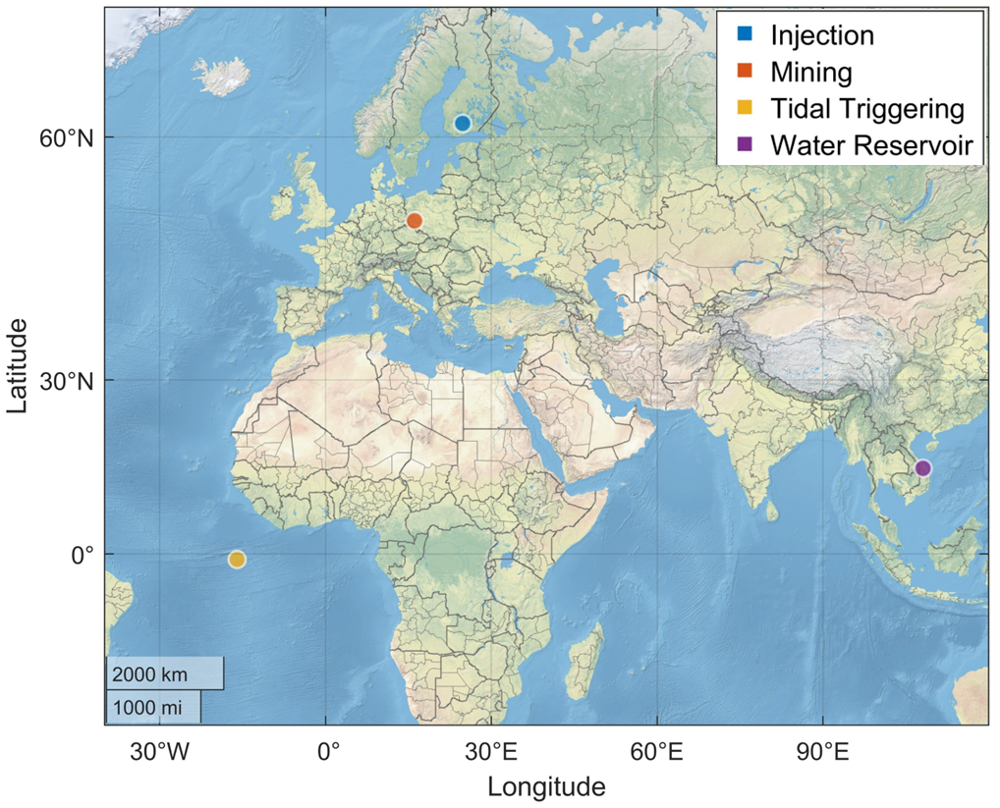 Injection
Mining
Tidal Triggering
Water Reservoir
60°N
30°N
0°
Latitude
2000 km
1000 mi
30°W
0°
30°E
60°E
90°E
Longitude